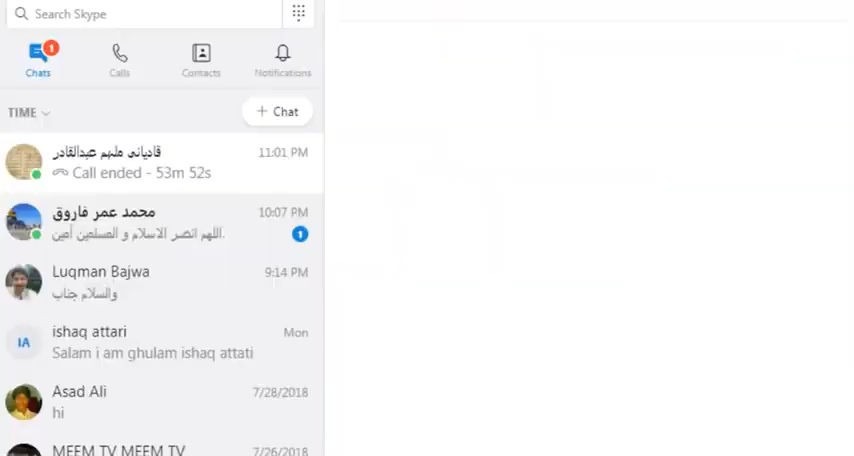 Search Skype
1
Chats
Calls
Contacts
Notifications
TIME
+ Chat
قادیانی ملہم عبدالقادر
11:01 PM
Call ended - 53m 52s
محمد عمر فاروق
10:07 PM
اللهم انصر الاسلام و المسلمين آمين.
1
Luqman Bajwa
9:14 PM
والسلام جناب
ishaq attari
Mon
IA
Salam i am ghulam ishaq attati
Asad Ali
7/28/2018
hi
MEEM TV MEEM TV
7/26/2018